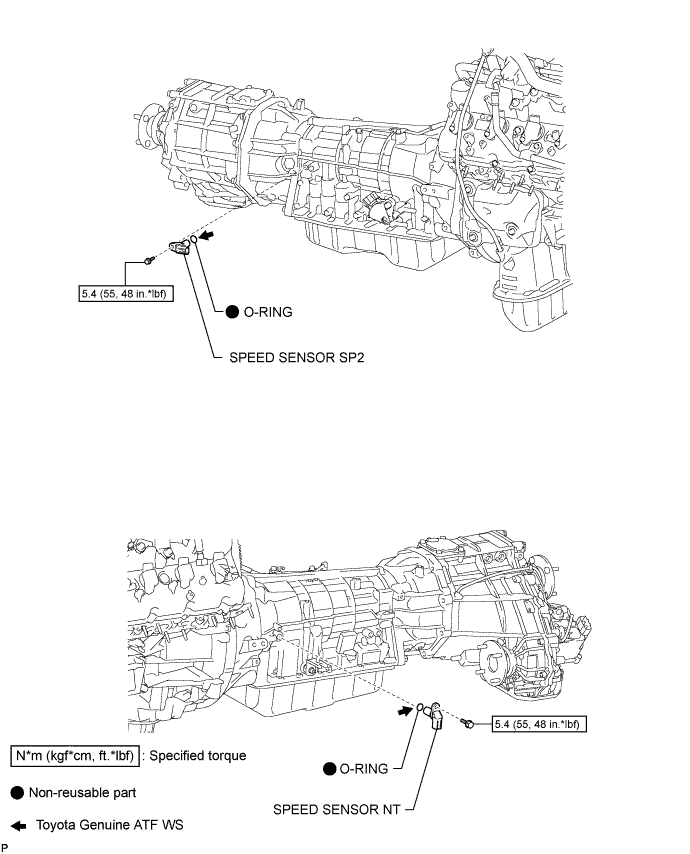 5.4 (55, 48 in.*lbf)
O-RING
SPEED SENSOR SP2
5.4 (55, 48 in.*lbf)
N*m (kgf*cm, ft.*lbf) : Specified torque
O-RING
Non-reusable part
SPEED SENSOR NT
Toyota Genuine ATF WS
P